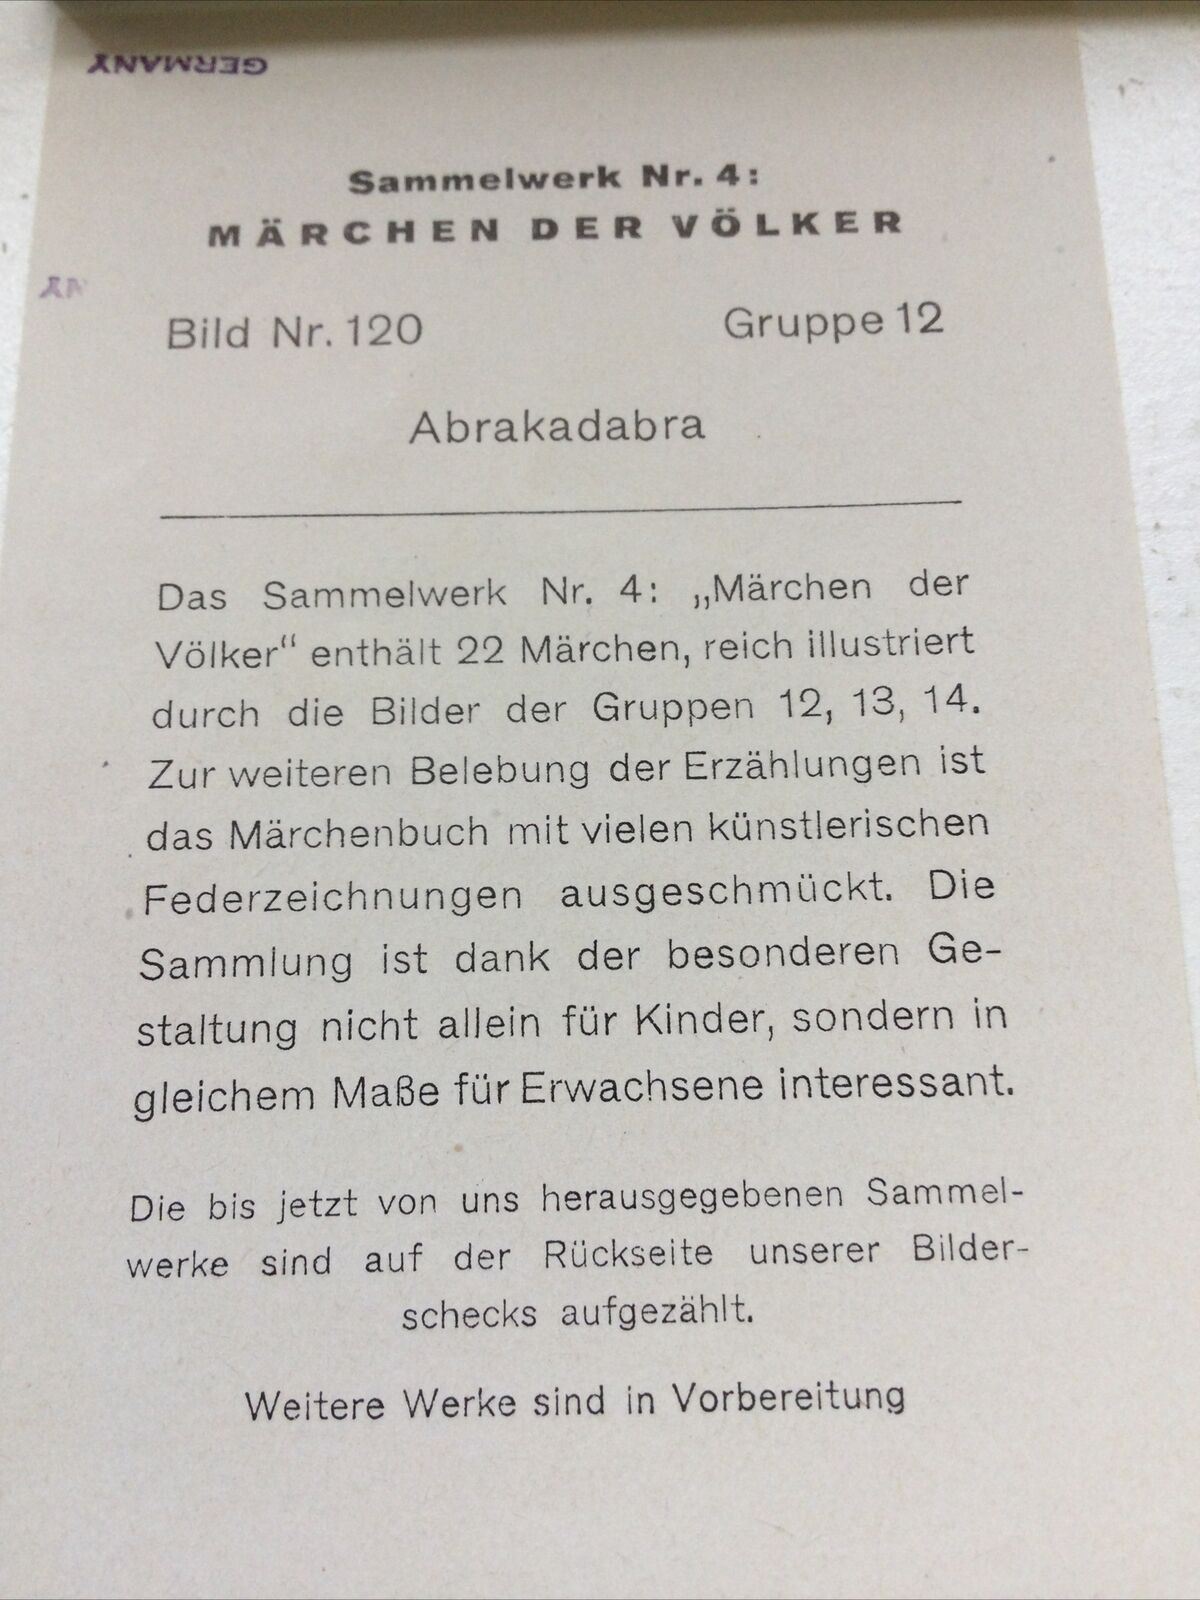 GERMANY
Sammelwerk Nr. 4:
MÄRCHEN DER VÖLKER
NY
Bild Nr. 120 Gruppe 12
Abrakadabra
Das Sammelwerk Nr. 4: „Märchen der
Völker“ enthält 22 Märchen, reich illustriert
durch die Bilder der Gruppen 12, 13, 14.
Zur weiteren Belebung der Erzählungen ist
das Märchenbuch mit vielen künstlerischen
Federzeichnungen ausgeschmückt. Die
Sammlung ist dank der besonderen Ge-
staltung nicht allein für Kinder, sondern in
gleichem Maße für Erwachsene interessant.
Die bis jetzt von uns herausgegebenen Sammel-
werke sind auf der Rückseite unserer Bilder-
schecks aufgezählt.
Weitere Werke sind in Vorbereitung